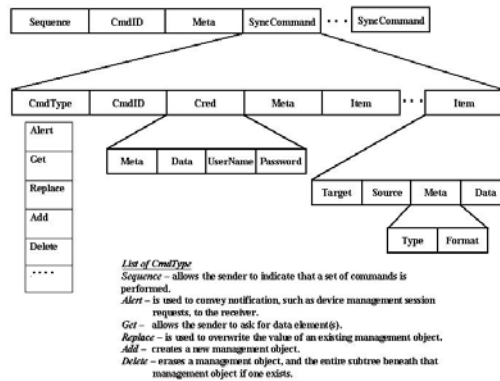 Sequence CmdID Meta SyncCommand ··· SyncCommand
CmdType CmdID Cred Meta Item ··· Item
Alert
Get
Replace
Add
Delete
····
Meta Data UserName Password
Target Source Meta Data
Type Format
List of CmdType
Sequence – allows the sender to indicate that a set of commands is
performed.
Alert – is used to convey notification, such as device management session
requests, to the receiver.
Get – allows the sender to ask for data element(s).
Replace – is used to overwrite the value of an existing management object.
Add – creates a new management object.
Delete – erases a management object, and the entire subtree beneath that
management object if one exists.